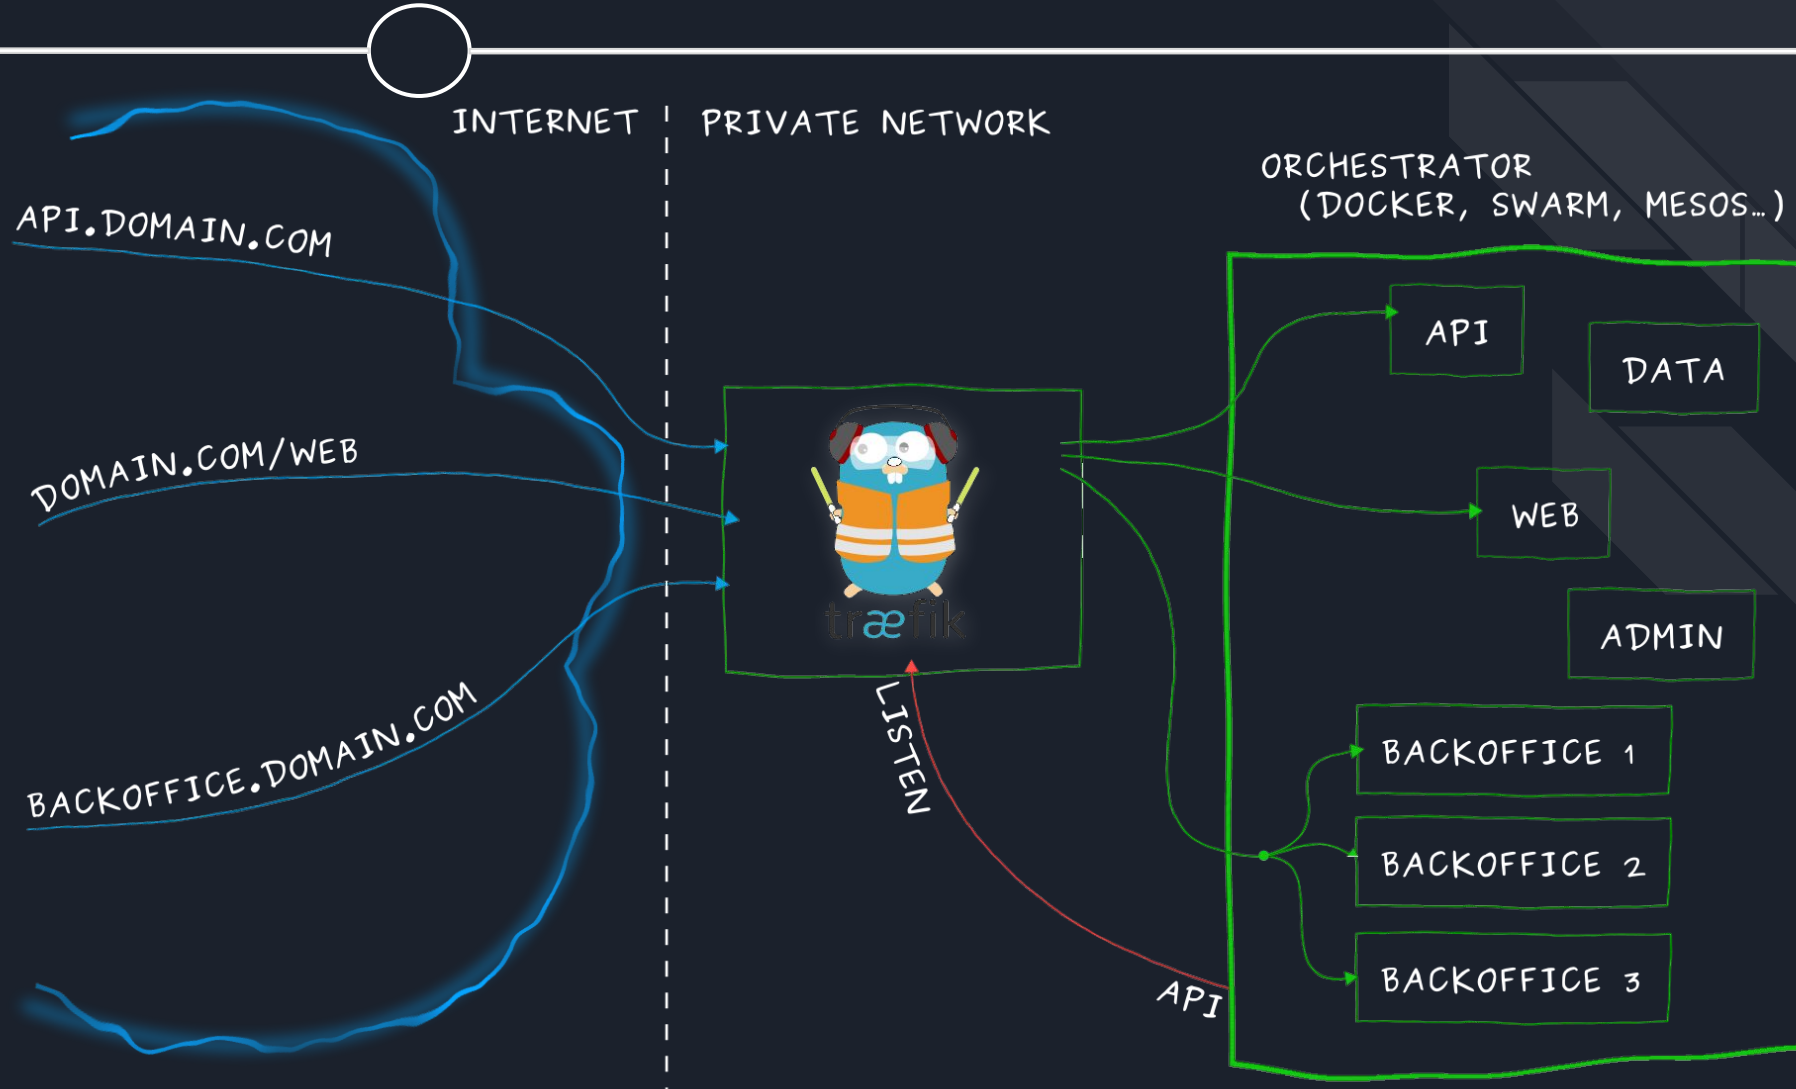 INTERNET
PRIVATE NETWORK
ORCHESTRATOR
(DOCKER, SWARM, MESOS…)
API.DOMAIN.COM
DOMAIN.COM/WEB
BACKOFFICE.DOMAIN.COM
træfik
LISTEN
API
API
DATA
WEB
ADMIN
BACKOFFICE 1
BACKOFFICE 2
BACKOFFICE 3